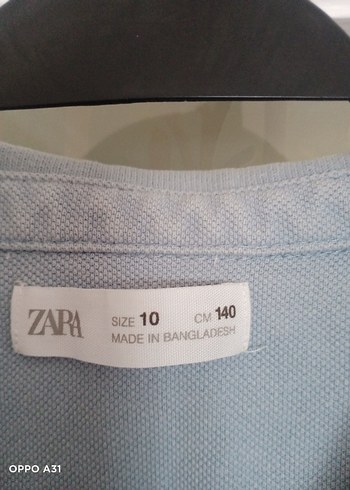 ZARA
SIZE 10 CM 140
MADE IN BANGLADESH
OPPO A31